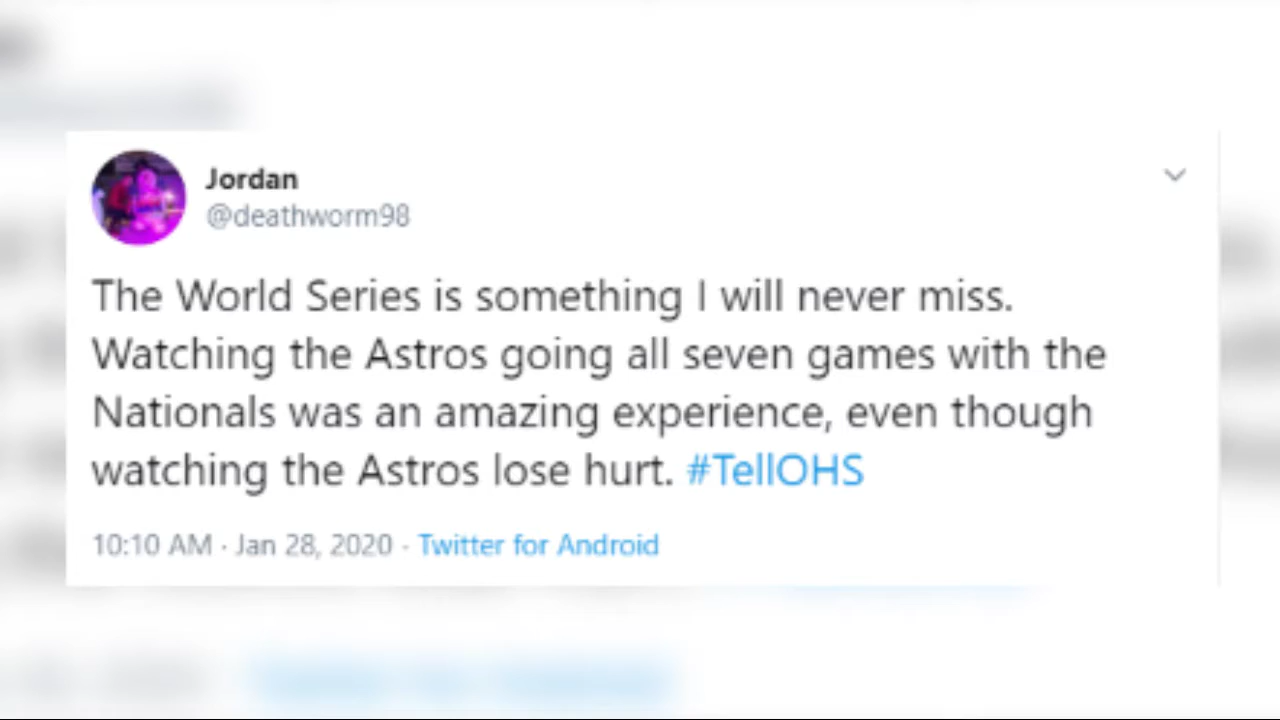 Jordan
@deathworm98
The World Series is something I will never miss.
Watching the Astros going all seven games with the
Nationals was an amazing experience, even though
watching the Astros lose hurt. #TellOHS
10:10 AM · Jan 28, 2020 · Twitter for Android